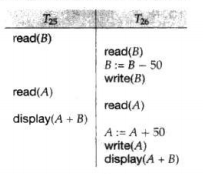 T25 T26
read(B)
read(B)
B := B − 50
write(B)
read(A)
read(A)
display(A + B)
A := A + 50
write(A)
display(A + B)